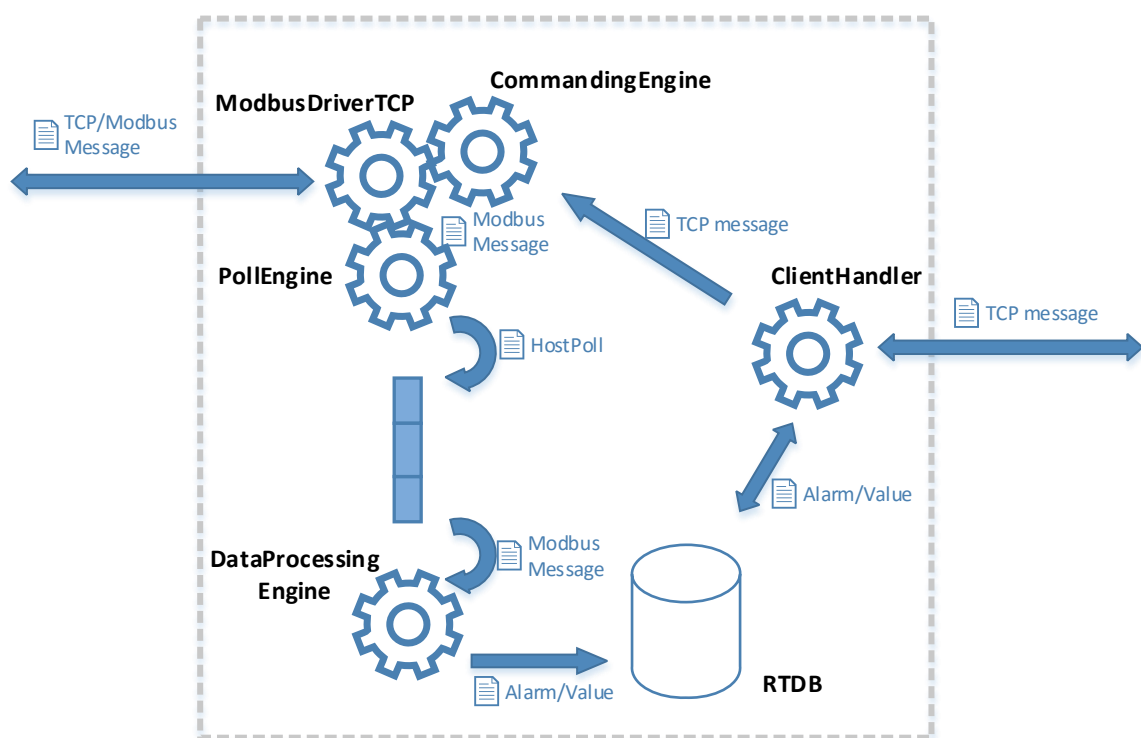 CommandingEngine
ModbusDriverTCP
TCP/Modbus
Message
Modbus
Message
TCP message
PollEngine
ClientHandler
TCP message
HostPoll
Alarm/Value
DataProcessing
Engine
Modbus
Message
RTDB
Alarm/Value